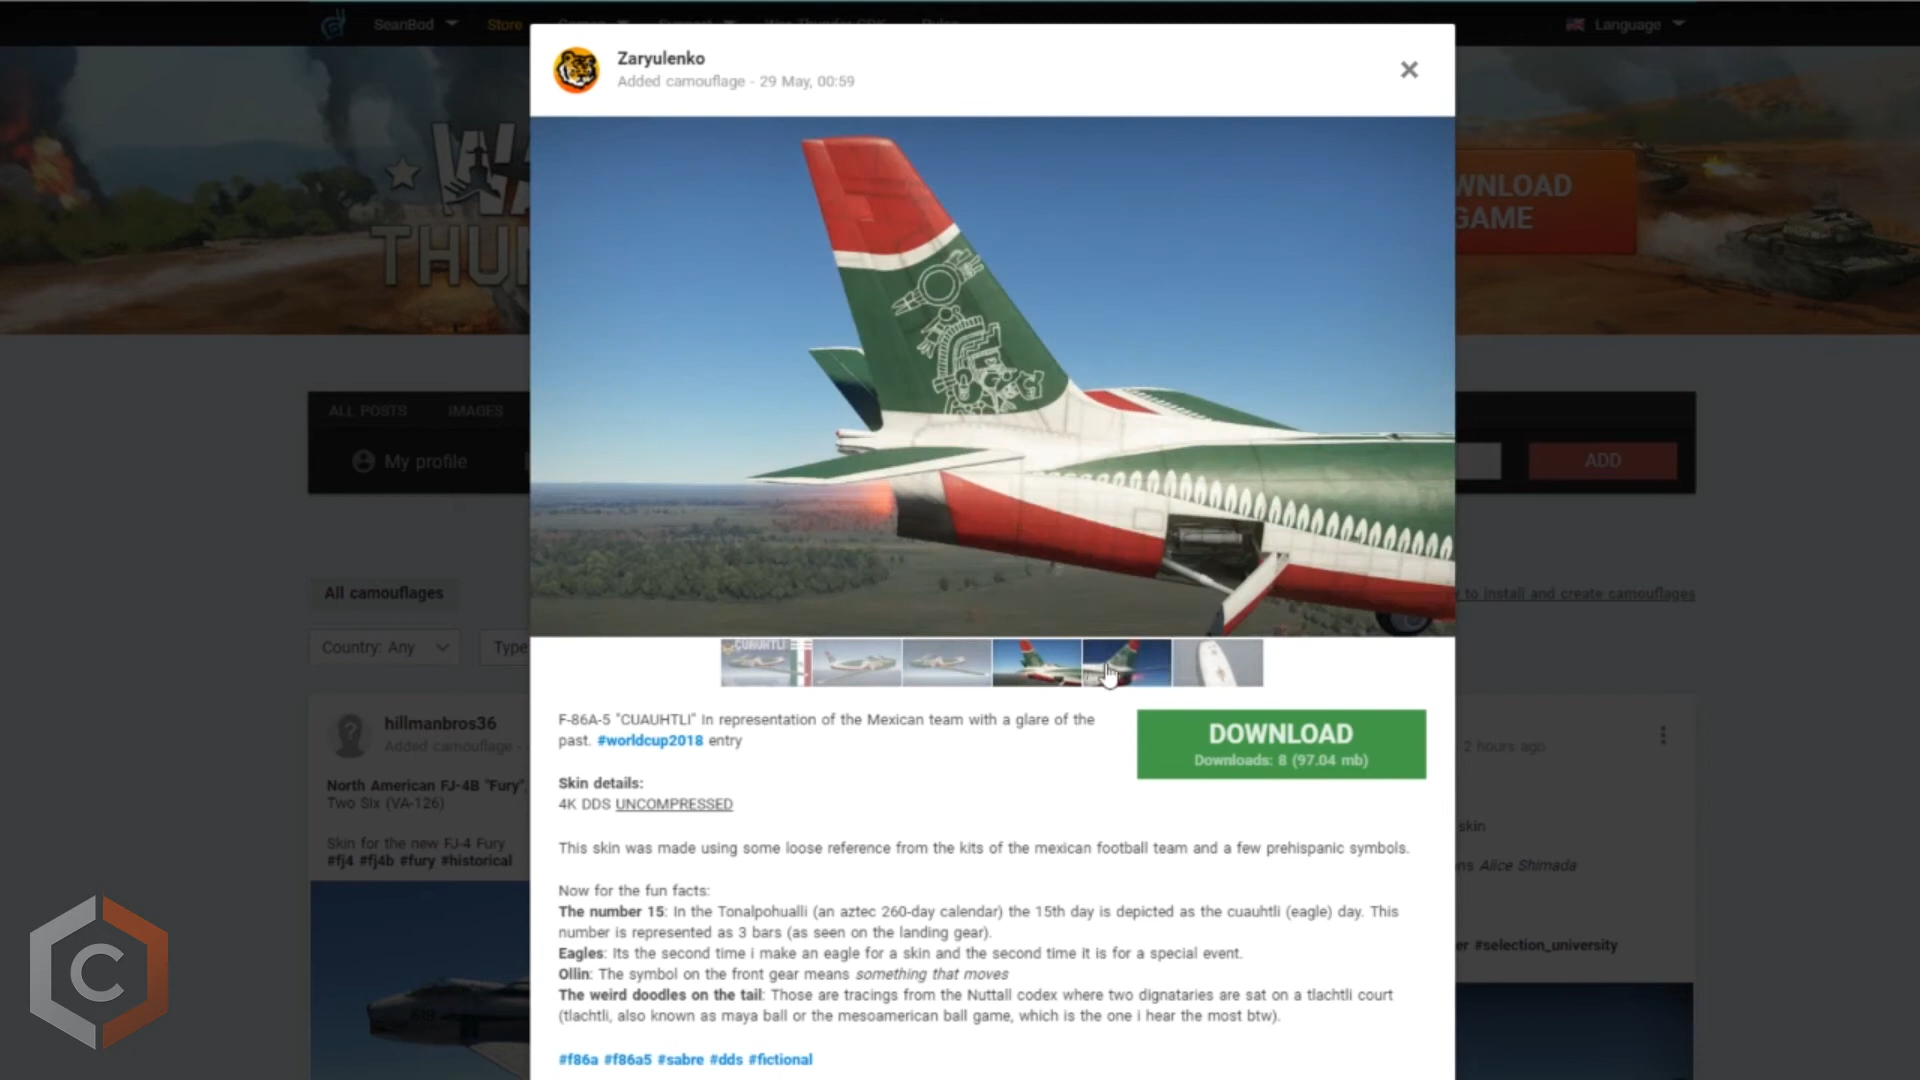 SeanBod
Store
Language
Zaryulenko
Added camouflage - 29 May, 00:59
WNLOAD
GAME
THU
ALL POSTS
IMAGES
My profile
ADD
All camouflages
to install and create camouflages
Country: Any
Type
CUAUHTLI
F-86A-5 "CUAUHTLI" In representation of the Mexican team with a glare of the
past. #worldcup2018 entry
DOWNLOAD
Downloads: 8 (97.04 mb)
Skin details:
4K DDS UNCOMPRESSED
This skin was made using some loose reference from the kits of the mexican football team and a few prehispanic symbols.
Now for the fun facts:
The number 15: In the Tonalpohualli (an aztec 260-day calendar) the 15th day is depicted as the cuauhtli (eagle) day. This
number is represented as 3 bars (as seen on the landing gear).
Eagles: Its the second time i make an eagle for a skin and the second time it is for a special event.
Ollin: The symbol on the front gear means something that moves
The weird doodles on the tail: Those are tracings from the Nuttall codex where two dignataries are sat on a tlachtli court
(tlachtli, also known as maya ball or the mesoamerican ball game, which is the one i hear the most btw).
#f86a #f86a5 #sabre #dds #fictional
hillmanbros36
Added camouflage -
North American FJ-4B "Fury",
Two Six (VA-126)
Skin for the new FJ-4 Fury
#fj4 #fj4b #fury #historical
2 hours ago
skin
ns Alice Shimada
er #selection_university
C